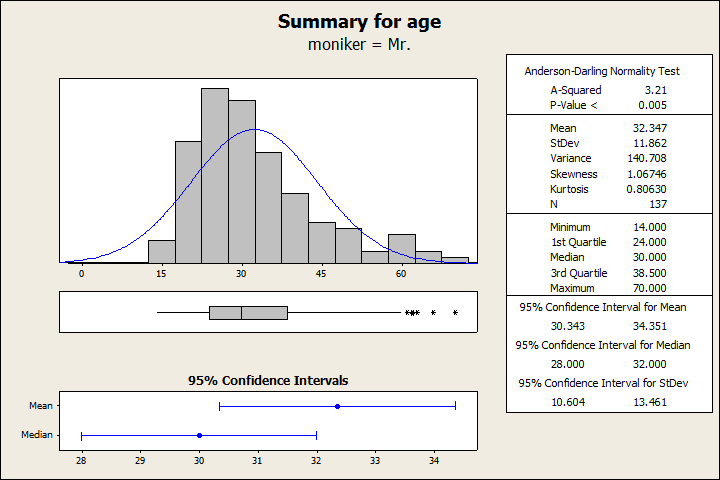 Summary for age
moniker = Mr.
0 15 30 45 60
95% Confidence Intervals
Mean
Median
28 29 30 31 32 33 34
Anderson-Darling Normality Test
A-Squared 3.21
P-Value < 0.005
Mean 32.347
StDev 11.862
Variance 140.708
Skewness 1.06746
Kurtosis 0.80630
N 137
Minimum 14.000
1st Quartile 24.000
Median 30.000
3rd Quartile 38.500
Maximum 70.000
95% Confidence Interval for Mean
30.343 34.351
95% Confidence Interval for Median
28.000 32.000
95% Confidence Interval for StDev
10.604 13.461